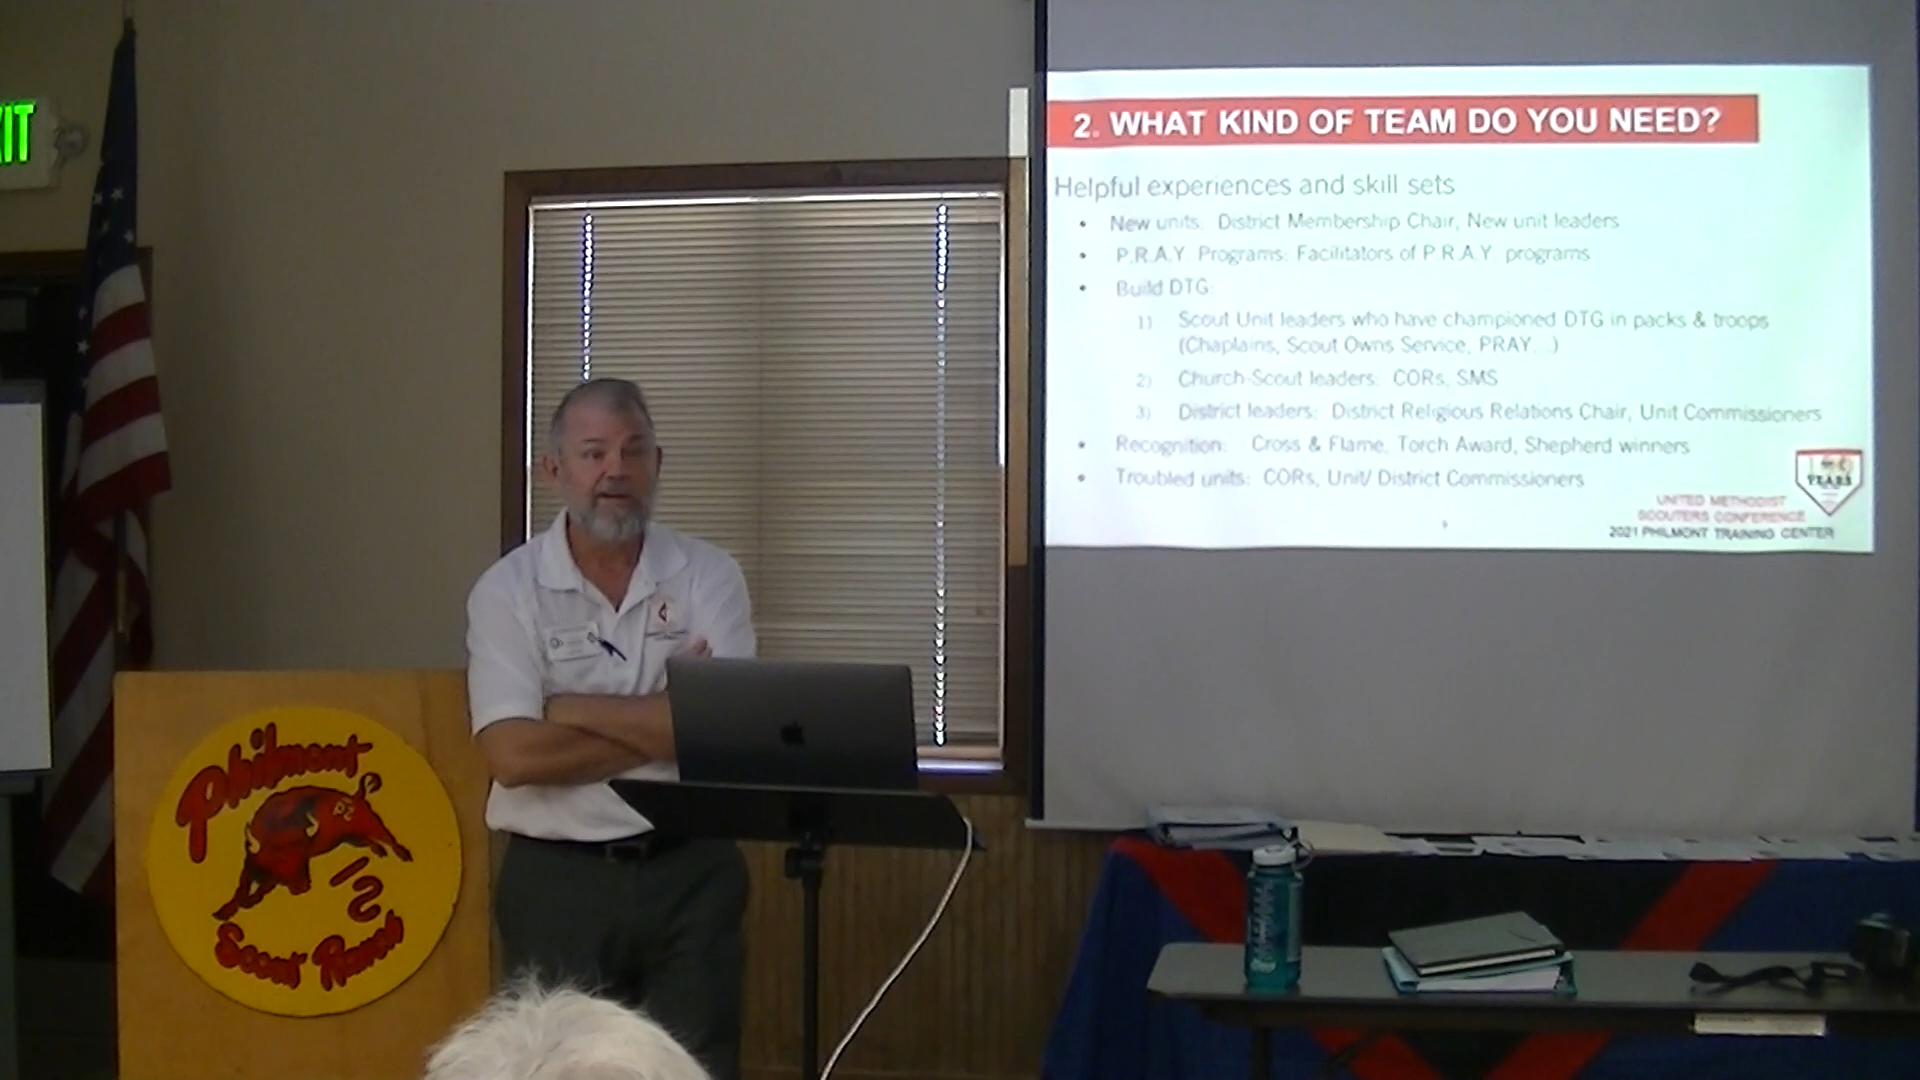 XIT
2. WHAT KIND OF TEAM DO YOU NEED?
Helpful experiences and skill sets
• New units: District Membership Chair, New unit leaders
• P.R.A.Y Programs: Facilitators of P.R.A.Y programs
• Build DTG:
1) Scout Unit leaders who have championed DTG in packs & troops
(Chaplains, Scout Owns Service, PRAY...)
2) Church-Scout leaders: CORs, SMS
3) District leaders: District Religious Relations Chair, Unit Commissioners
• Recognition: Cross & Flame, Torch Award, Shepherd winners
• Troubled units: CORs, Unit/ District Commissioners
YEARS
UNITED METHODIST
SCOUTERS CONFERENCE
2021 PHILMONT TRAINING CENTER
Philmont
Scout Ranch